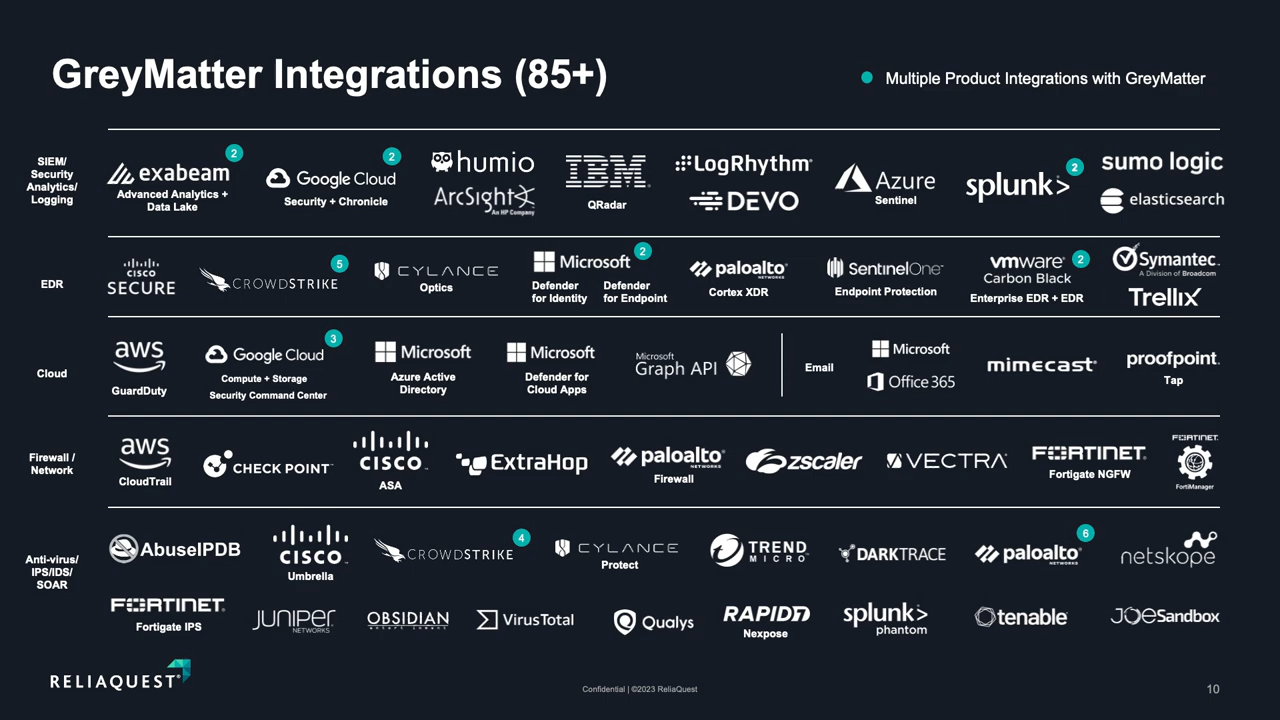 GreyMatter Integrations (85+)
Multiple Product Integrations with GreyMatter
SIEM/
Security
Analytics/
Logging
exabeam
2
Advanced Analytics +
Data Lake
Google Cloud
2
Security + Chronicle
humio
ArcSight
An HP Company
IBM
QRadar
LogRhythm
DEVO
Azure
Sentinel
splunk>
2
sumo logic
elasticsearch
EDR
CISCO
SECURE
CROWDSTRIKE
5
CYLANCE
Optics
Microsoft
2
Defender
for Identity
Defender
for Endpoint
paloalto
NETWORKS
Cortex XDR
SentinelOne
Endpoint Protection
vmware
Carbon Black
2
Enterprise EDR + EDR
Symantec.
A Division of Broadcom
Trellix
Cloud
aws
GuardDuty
Google Cloud
3
Compute + Storage
Security Command Center
Microsoft
Azure Active
Directory
Microsoft
Defender for
Cloud Apps
Microsoft
Graph API
Email
Microsoft
Office 365
mimecast
proofpoint.
Tap
Firewall /
Network
aws
CloudTrail
CHECK POINT
CISCO
ASA
ExtraHop
paloalto
NETWORKS
Firewall
zscaler
VECTRA
FORTINET
Fortigate NGFW
FORTINET
FortiManager
Anti-virus/
IPS/IDS/
SOAR
AbuseIPDB
CISCO
Umbrella
CROWDSTRIKE
4
CYLANCE
Protect
TREND
MICRO
DARKTRACE
paloalto
NETWORKS
6
netskope
FORTINET
Fortigate IPS
JUNIPER
NETWORKS
OBSIDIAN
VirusTotal
Qualys
RAPID7
Nexpose
splunk>
phantom
tenable
JOESandbox
RELIAQUEST
Confidential | ©2023 ReliaQuest
10